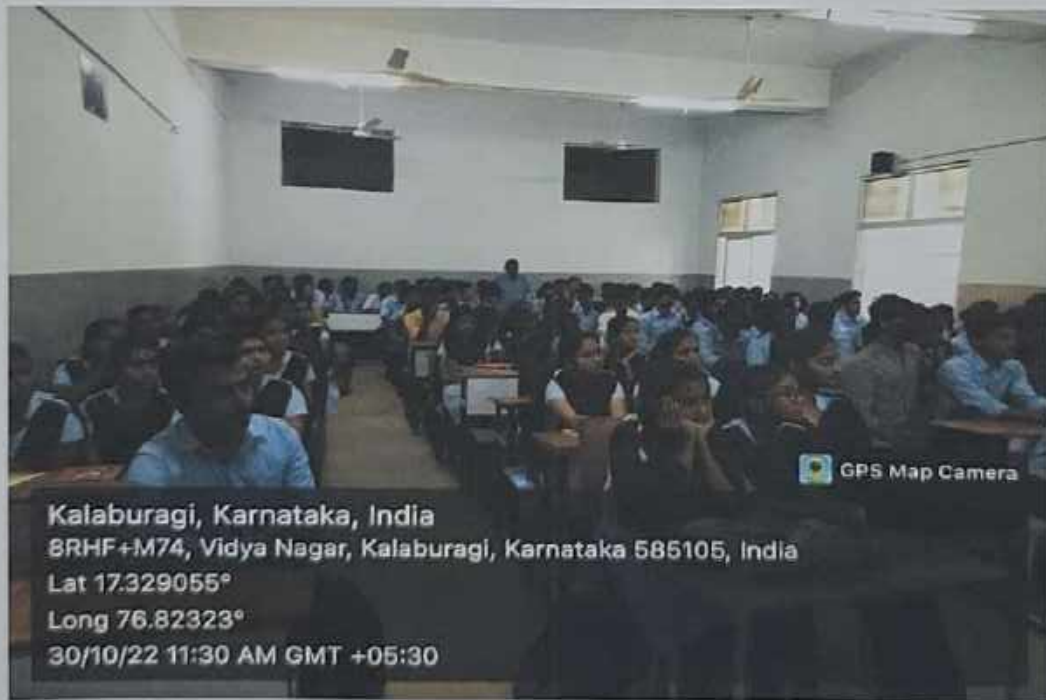 GPS Map Camera
Kalaburagi, Karnataka, India
8RHF+M74, Vidya Nagar, Kalaburagi, Karnataka 585105, India
Lat 17.329055°
Long 76.82323°
30/10/22 11:30 AM GMT +05:30